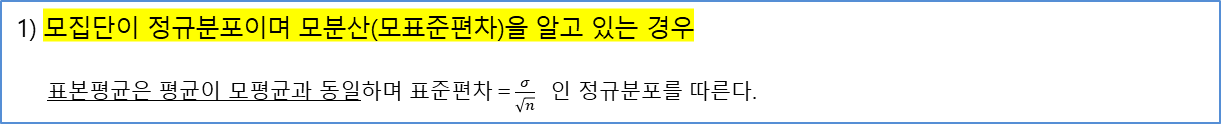 1) 모집단이 정규분포이며 모분산(모표준편차)을 알고 있는 경우
표본평균은 평균이 모평균과 동일하며 표준편차 = σ/√n 인 정규분포를 따른다.